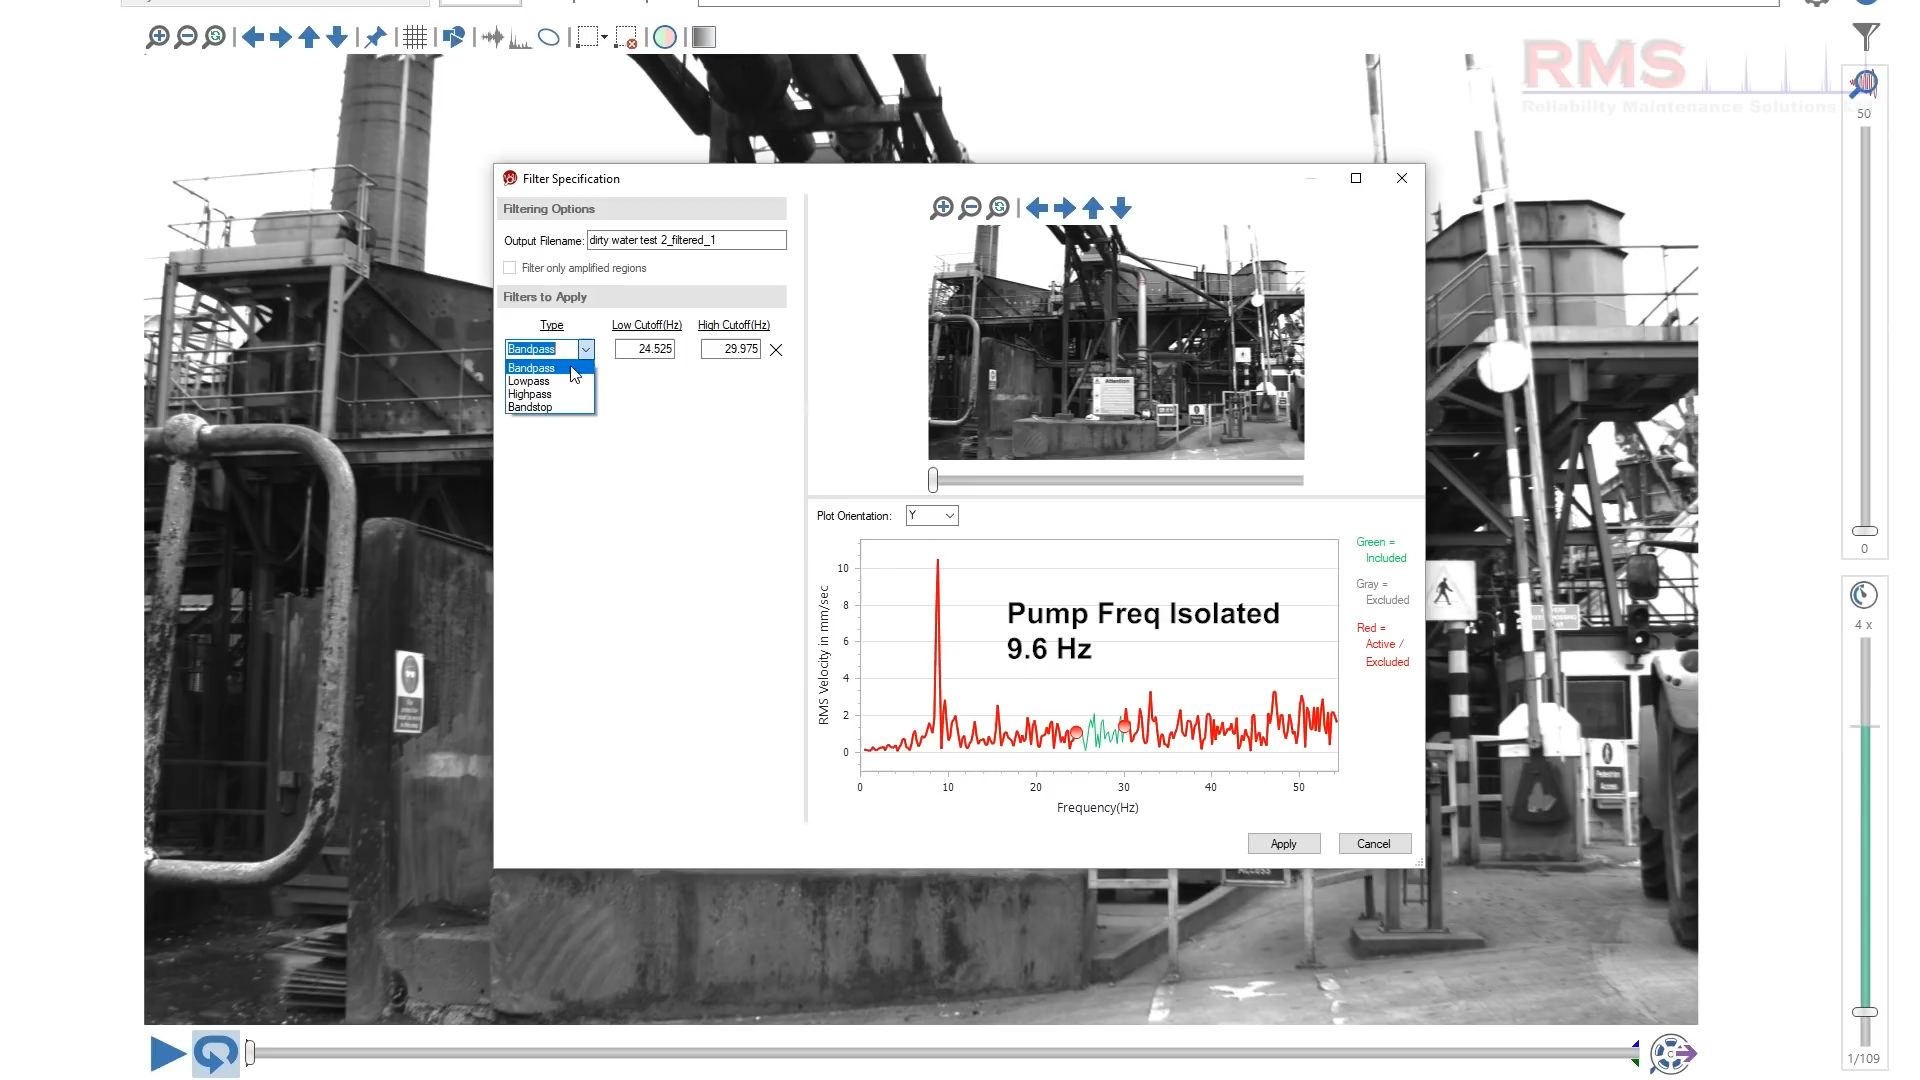 RMS
Reliability Maintenance Solutions
50
0
4 x
1/109
Filter Specification
Filtering Options
Output Filename: dirty water test 2_filtered_1
Filter only amplified regions
Filters to Apply
Type Low Cutoff(Hz) High Cutoff(Hz)
Bandpass 24.525 29.975
Bandpass
Lowpass
Highpass
Bandstop
Attention
Plot Orientation: Y
Green =
Included
Gray =
Excluded
Red =
Active /
Excluded
Pump Freq Isolated
9.6 Hz
RMS Velocity in mm/sec
10
8
6
4
2
0
0 10 20 30 40 50
Frequency(Hz)
Apply Cancel
Pedestrian
Access
ACCESS